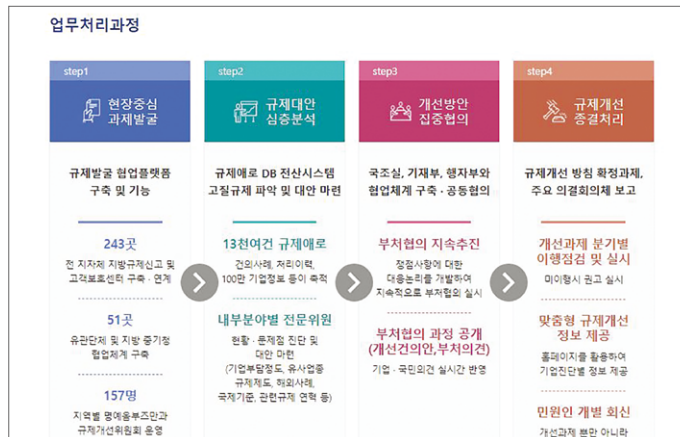 업무처리과정
step1
현장중심
과제발굴
규제발굴 협업플랫폼
구축 및 기능
243곳
전 지자체 지방규제신고 및
고객보호센터 구축 · 연계
51곳
유관단체 및 지방 중기청
협업체계 구축
157명
지역별 명예옴부즈만과
규제개선위원회 운영
step2
규제대안
심층분석
규제애로 DB 전산시스템
고질규제 파악 및 대안 마련
13천여건 규제애로
건의사례, 처리이력,
100만 기업정보 등이 축적
내부분야별 전문위원
현황 · 문제점 진단 및
대안 마련
(기업부담정도, 유사업종
규제제도, 해외사례,
국제기준, 관련규제 연혁 등)
step3
개선방안
집중협의
국조실, 기재부, 행자부와
협업체계 구축 · 공동협의
부처협의 지속추진
쟁점사항에 대한
대응논리를 개발하여
지속적으로 부처협의 실시
부처협의 과정 공개
(개선건의안,부처의견)
기업 · 국민의견 실시간 반영
step4
규제개선
종결처리
규제개선 방침 확정과제,
주요 의결회의체 보고
개선과제 분기별
이행점검 및 실시
미이행시 권고 실시
맞춤형 규제개선
정보 제공
홈페이지를 활용하여
기업진단별 정보 제공
민원인 개별 회신
개선과제 뿐만 아니라